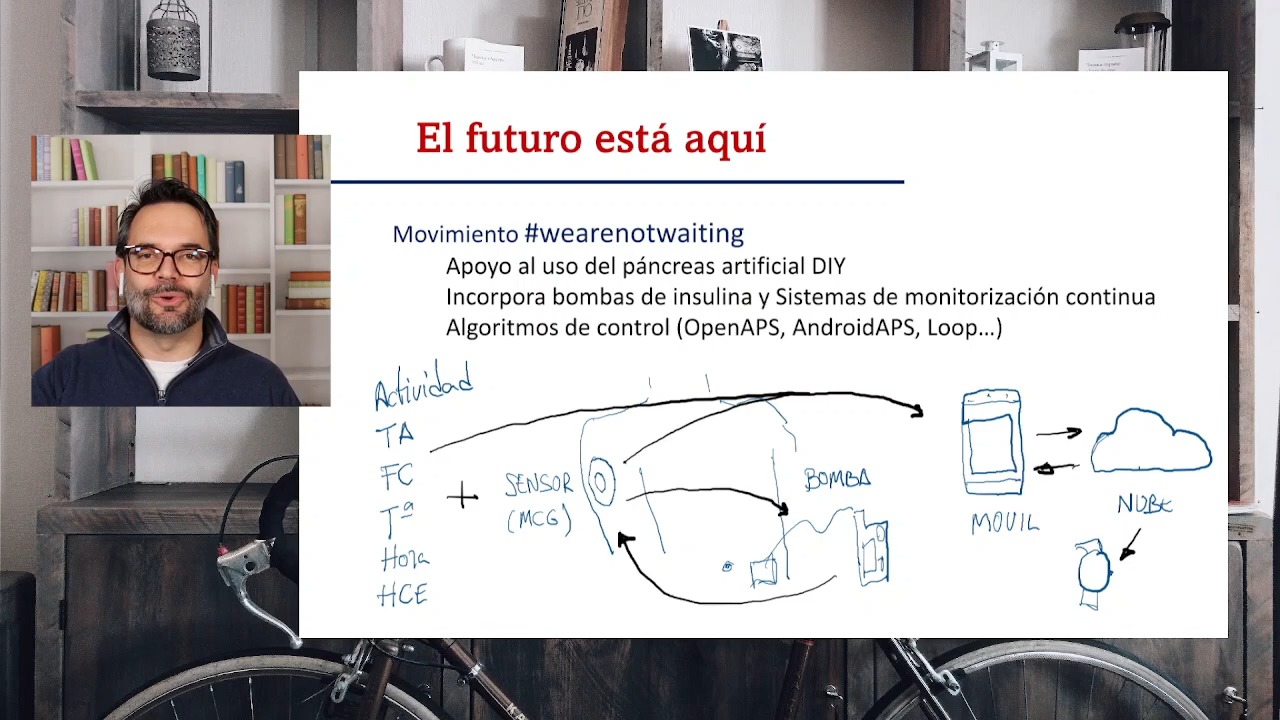 El futuro está aquí
Movimiento #wearenotwaiting
Apoyo al uso del páncreas artificial DIY
Incorpora bombas de insulina y Sistemas de monitorización continua
Algoritmos de control (OpenAPS, AndroidAPS, Loop...)
Actividad
TA
FC
Tª
Hora
HCE
+
SENSOR
(MCG)
BOMBA
MOVIL
NUBE